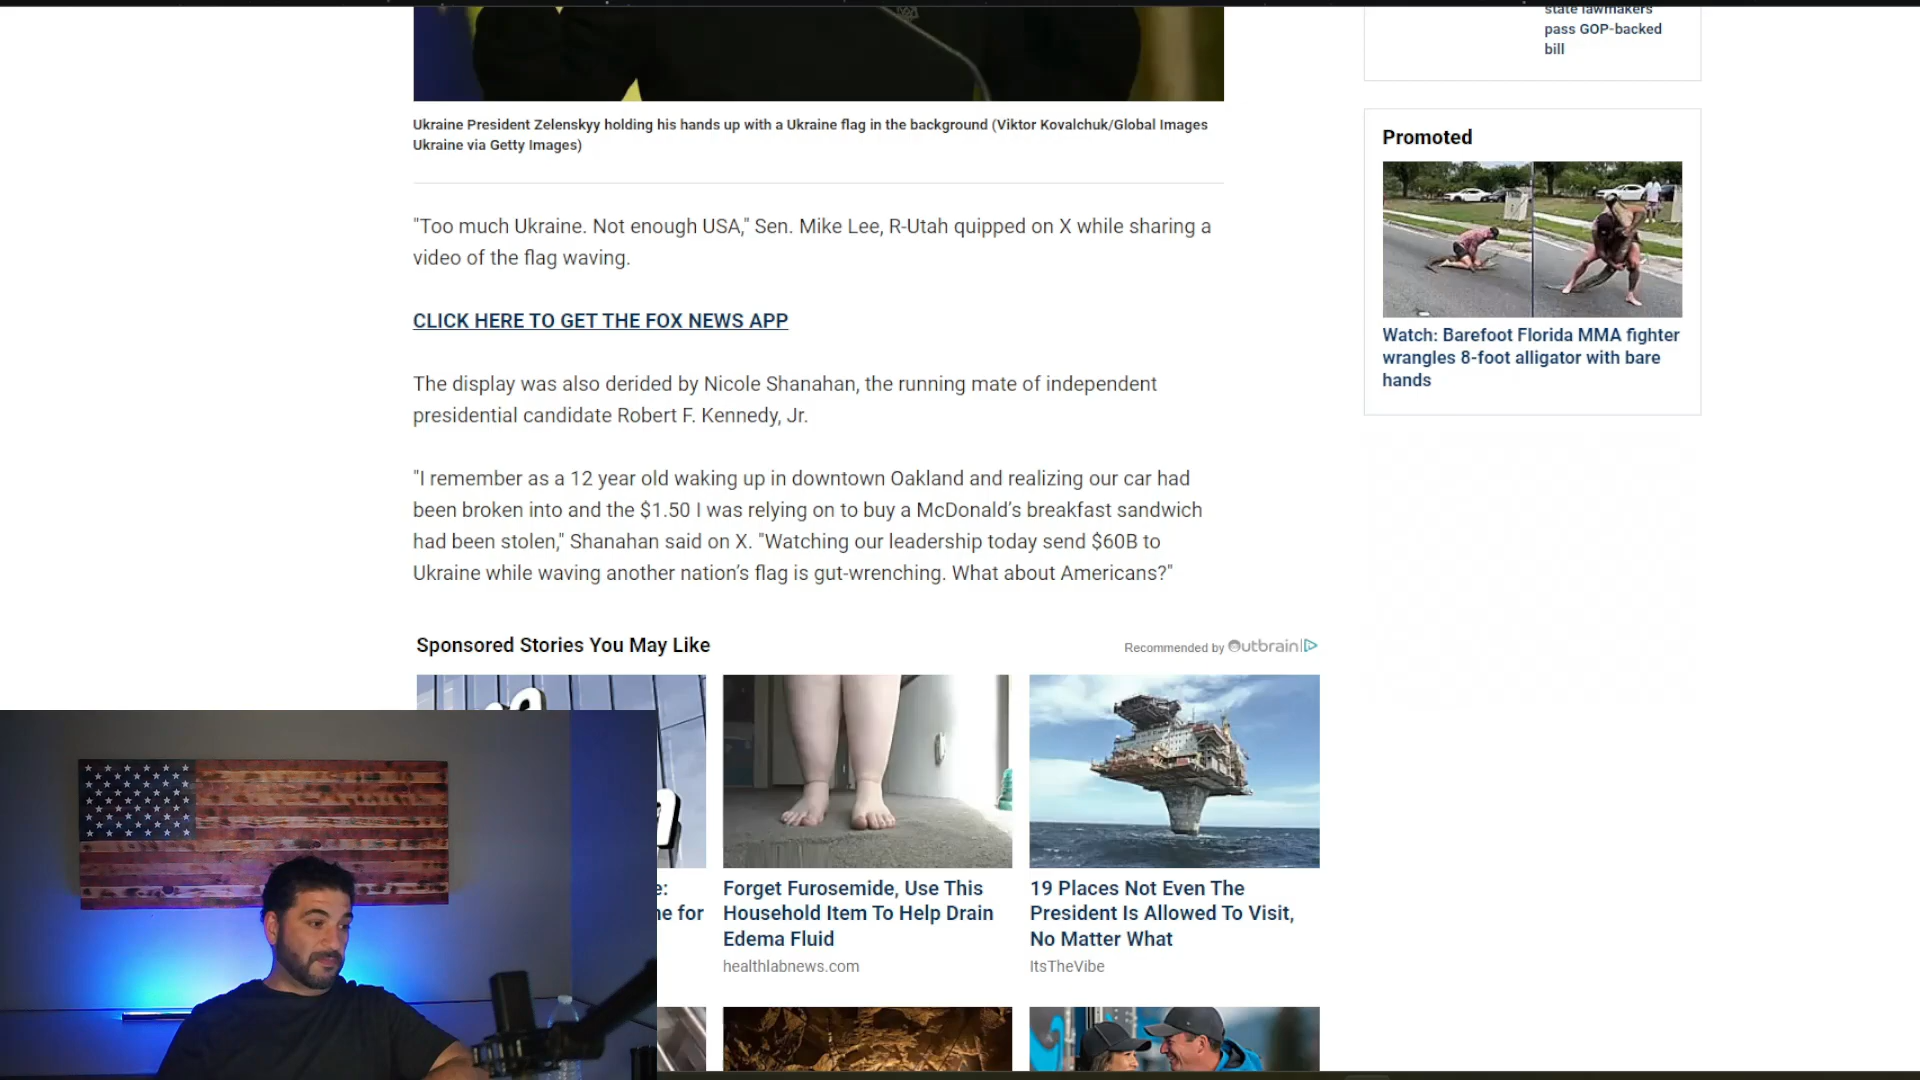 state lawmakers
pass GOP-backed
bill
Ukraine President Zelenskyy holding his hands up with a Ukraine flag in the background (Viktor Kovalchuk/Global Images
Ukraine via Getty Images)
Promoted
Watch: Barefoot Florida MMA fighter
wrangles 8-foot alligator with bare
hands
"Too much Ukraine. Not enough USA," Sen. Mike Lee, R-Utah quipped on X while sharing a
video of the flag waving.
CLICK HERE TO GET THE FOX NEWS APP
The display was also derided by Nicole Shanahan, the running mate of independent
presidential candidate Robert F. Kennedy, Jr.
"I remember as a 12 year old waking up in downtown Oakland and realizing our car had
been broken into and the $1.50 I was relying on to buy a McDonald’s breakfast sandwich
had been stolen," Shanahan said on X. "Watching our leadership today send $60B to
Ukraine while waving another nation’s flag is gut-wrenching. What about Americans?"
Sponsored Stories You May Like
Recommended by Outbrain
e:
ne for
Forget Furosemide, Use This
Household Item To Help Drain
Edema Fluid
healthlabnews.com
19 Places Not Even The
President Is Allowed To Visit,
No Matter What
ItsTheVibe